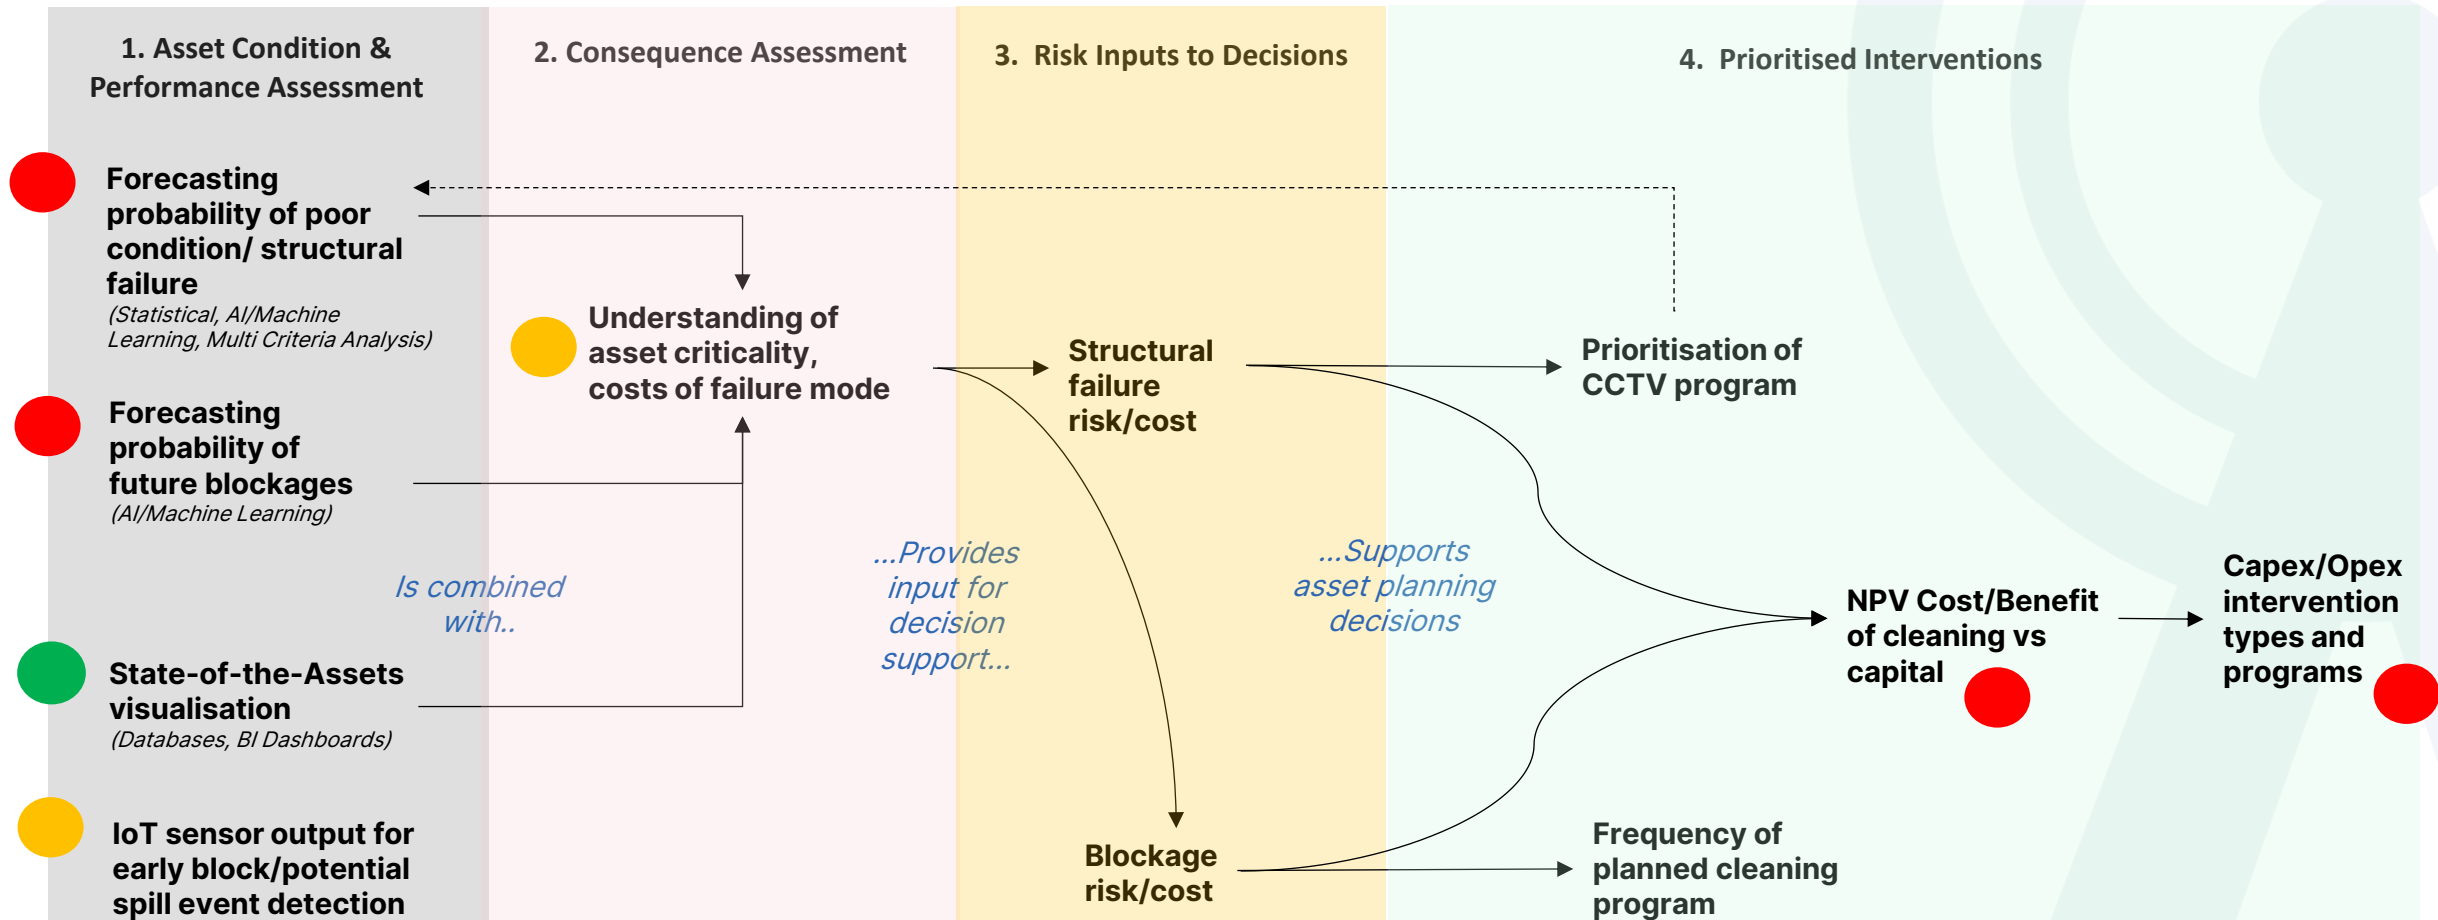 1. Asset Condition &
Performance Assessment
2. Consequence Assessment
3. Risk Inputs to Decisions
4. Prioritised Interventions
Forecasting
probability of poor
condition/ structural
failure
(Statistical, AI/Machine
Learning, Multi Criteria Analysis)
Forecasting
probability of
future blockages
(AI/Machine Learning)
State-of-the-Assets
visualisation
(Databases, BI Dashboards)
IoT sensor output for
early block/potential
spill event detection
Is combined
with..
Understanding of
asset criticality,
costs of failure mode
...Provides
input for
decision
support...
Structural
failure
risk/cost
Blockage
risk/cost
...Supports
asset planning
decisions
Prioritisation of
CCTV program
Frequency of
planned cleaning
program
NPV Cost/Benefit
of cleaning vs
capital
Capex/Opex
intervention
types and
programs